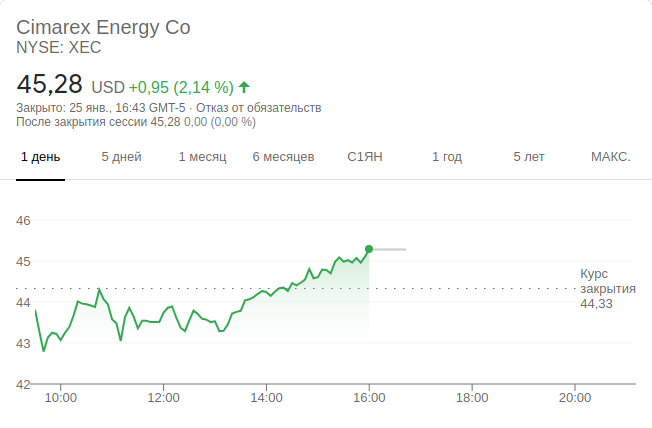 Cimarex Energy Co
NYSE: XEC
45,28 USD +0,95 (2,14 %)
Закрыто: 25 янв., 16:43 GMT-5 · Отказ от обязательств
После закрытия сессии 45,28 0,00 (0,00 %)
1 день 5 дней 1 месяц 6 месяцев С1ЯН 1 год 5 лет МАКС.
46
45
Курс
закрытия
44,33
44
43
42
10:00 12:00 14:00 16:00 18:00 20:00